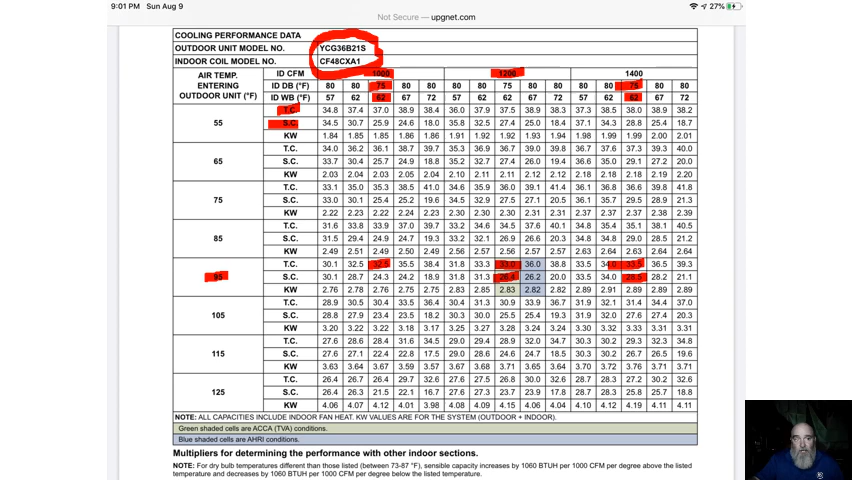 9:01 PM Sun Aug 9
27%
Not Secure — upgnet.com
COOLING PERFORMANCE DATA
OUTDOOR UNIT MODEL NO. YCG36B21S
INDOOR COIL MODEL NO. CF48CXA1
AIR TEMP. ENTERING OUTDOOR UNIT (°F)
ID CFM 1000 1200 1400
ID DB (°F) 80 80 75 80 80 80 80 75 80 80 80 80 75 80 80
ID WB (°F) 57 62 62 67 72 57 62 62 67 72 57 62 62 67 72
55
T.C. 34.8 37.4 37.0 38.9 38.4 36.0 37.9 37.5 38.9 38.3 37.3 38.5 38.0 38.9 38.2
S.C. 34.5 30.7 25.9 24.6 18.0 35.8 32.5 27.4 25.0 18.4 37.1 34.3 28.8 25.4 18.7
KW 1.84 1.85 1.85 1.86 1.86 1.91 1.92 1.92 1.93 1.94 1.98 1.99 1.99 2.00 2.01
65
T.C. 34.0 36.2 36.1 38.7 39.7 35.3 36.9 36.7 39.0 39.8 36.7 37.6 37.3 39.3 40.0
S.C. 33.7 30.4 25.7 24.9 18.8 35.2 32.7 27.4 26.0 19.4 36.6 35.0 29.1 27.2 20.0
KW 2.03 2.04 2.03 2.04 2.05 2.10 2.11 2.11 2.12 2.12 2.18 2.18 2.18 2.19 2.20
75
T.C. 33.1 35.0 35.3 38.5 41.0 34.6 35.9 36.0 39.1 41.4 36.1 36.8 36.6 39.8 41.8
S.C. 33.0 30.1 25.4 25.2 19.6 34.5 32.9 27.5 27.1 20.5 36.1 35.7 29.5 28.9 21.3
KW 2.22 2.23 2.22 2.24 2.23 2.30 2.30 2.30 2.31 2.31 2.37 2.37 2.37 2.38 2.39
85
T.C. 31.6 33.8 33.9 37.0 39.7 33.2 34.6 34.5 37.6 40.1 34.8 35.4 35.1 38.1 40.5
S.C. 31.5 29.4 24.9 24.7 19.3 33.2 32.1 26.9 26.6 20.3 34.8 34.8 29.0 28.5 21.2
KW 2.49 2.51 2.49 2.50 2.49 2.56 2.57 2.56 2.57 2.57 2.63 2.64 2.63 2.64 2.64
95
T.C. 30.1 32.5 32.5 35.5 38.4 31.8 33.3 33.0 36.0 38.8 33.5 34.0 33.5 36.5 39.3
S.C. 30.1 28.7 24.3 24.2 18.9 31.8 31.3 26.4 26.2 20.0 33.5 34.0 28.5 28.2 21.1
KW 2.76 2.78 2.76 2.75 2.75 2.83 2.85 2.83 2.82 2.82 2.89 2.91 2.89 2.89 2.89
105
T.C. 28.9 30.5 30.4 33.5 36.4 30.4 31.3 30.9 33.9 36.7 31.9 32.1 31.4 34.4 37.0
S.C. 28.8 27.9 23.4 23.5 18.2 30.3 30.0 25.5 25.4 19.3 31.9 32.0 27.6 27.4 20.3
KW 3.20 3.22 3.22 3.18 3.17 3.25 3.27 3.28 3.24 3.24 3.30 3.32 3.33 3.31 3.31
115
T.C. 27.6 28.6 28.4 31.6 34.5 29.0 29.4 28.9 32.0 34.7 30.3 30.2 29.3 32.3 34.8
S.C. 27.6 27.1 22.4 22.8 17.5 29.0 28.6 24.6 24.7 18.5 30.3 30.2 26.7 26.5 19.6
KW 3.63 3.64 3.67 3.59 3.57 3.67 3.68 3.71 3.65 3.64 3.70 3.72 3.76 3.71 3.71
125
T.C. 26.4 26.7 26.4 29.7 32.6 27.6 27.5 26.8 30.0 32.6 28.7 28.3 27.2 30.2 32.6
S.C. 26.4 26.3 21.5 22.1 16.7 27.6 27.3 23.7 23.9 17.8 28.7 28.3 25.8 25.7 18.8
KW 4.06 4.07 4.12 4.01 3.98 4.08 4.09 4.15 4.06 4.04 4.10 4.12 4.19 4.11 4.11
NOTE: ALL CAPACITIES INCLUDE INDOOR FAN HEAT. KW VALUES ARE FOR THE SYSTEM (OUTDOOR + INDOOR).
Green shaded cells are ACCA (TVA) conditions.
Blue shaded cells are AHRI conditions.
Multipliers for determining the performance with other indoor sections.
NOTE: For dry bulb temperatures different than those listed (between 73-87 °F), sensible capacity increases by 1060 BTUH per 1000 CFM per degree above the listed
temperature and decreases by 1060 BTUH per 1000 CFM per degree below the listed temperature.